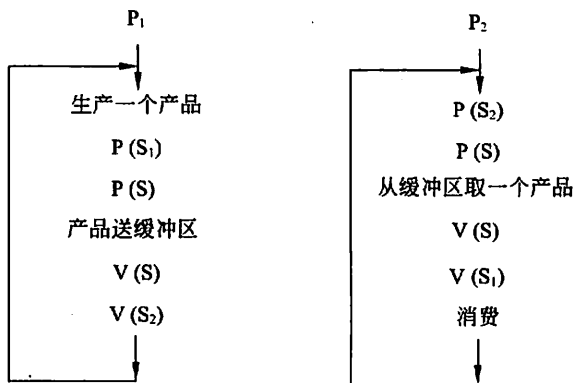 P₁
生产一个产品
P (S₁)
P (S)
产品送缓冲区
V (S)
V (S₂)
P₂
P (S₂)
P (S)
从缓冲区取一个产品
V (S)
V (S₁)
消费